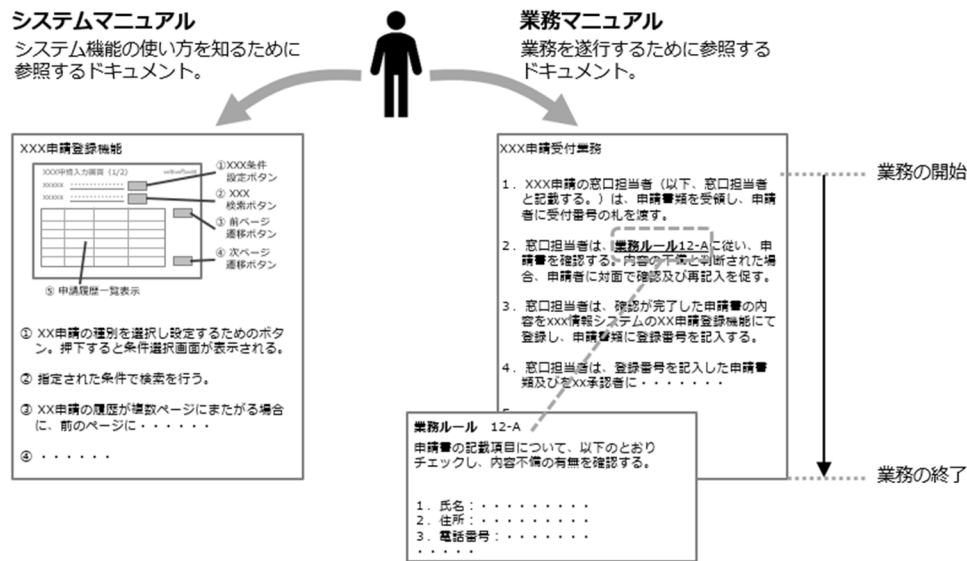 システムマニュアル
システム機能の使い方を知るために
参照するドキュメント。
業務マニュアル
業務を遂行するために参照する
ドキュメント。
XXX申請登録機能
XXX申請入力画面 (1/2)
XXXXX
XXXXX
①XXX条件
設定ボタン
② XXX
検索ボタン
③ 前ページ
遷移ボタン
④ 次ページ
遷移ボタン
⑤ 申請履歴一覧表示
① XX申請の種別を選択し設定するためのボタ
ン。押下すると条件選択画面が表示される。
② 指定された条件で検索を行う。
③ XX申請の履歴が複数ページにまたがる場合
に、前のページに・・・・・・
④ ・・・・・・
XXX申請受付業務
1．XXX申請の窓口担当者（以下、窓口担当者
と記載する。）は、申請書類を受領し、申請
者に受付番号の札を渡す。
2．窓口担当者は、業務ルール12-Aに従い、申
請書を確認する。内容の不備と判断された場
合、申請者に対面で確認及び再記入を促す。
3．窓口担当者は、確認が完了した申請書の内
容をxxx情報システムのXX申請登録機能にて
登録し、申請書類に登録番号を記入する。
4．窓口担当者は、登録番号を記入した申請書
類及びをxx承認者に・・・・・・・
業務ルール 12-A
申請書の記載項目について、以下のとおり
チェックし、内容不備の有無を確認する。
1．氏名：・・・・・・・・・
2．住所：・・・・・・・・・
3．電話番号：・・・・・・・
・・・・・
業務の開始
業務の終了